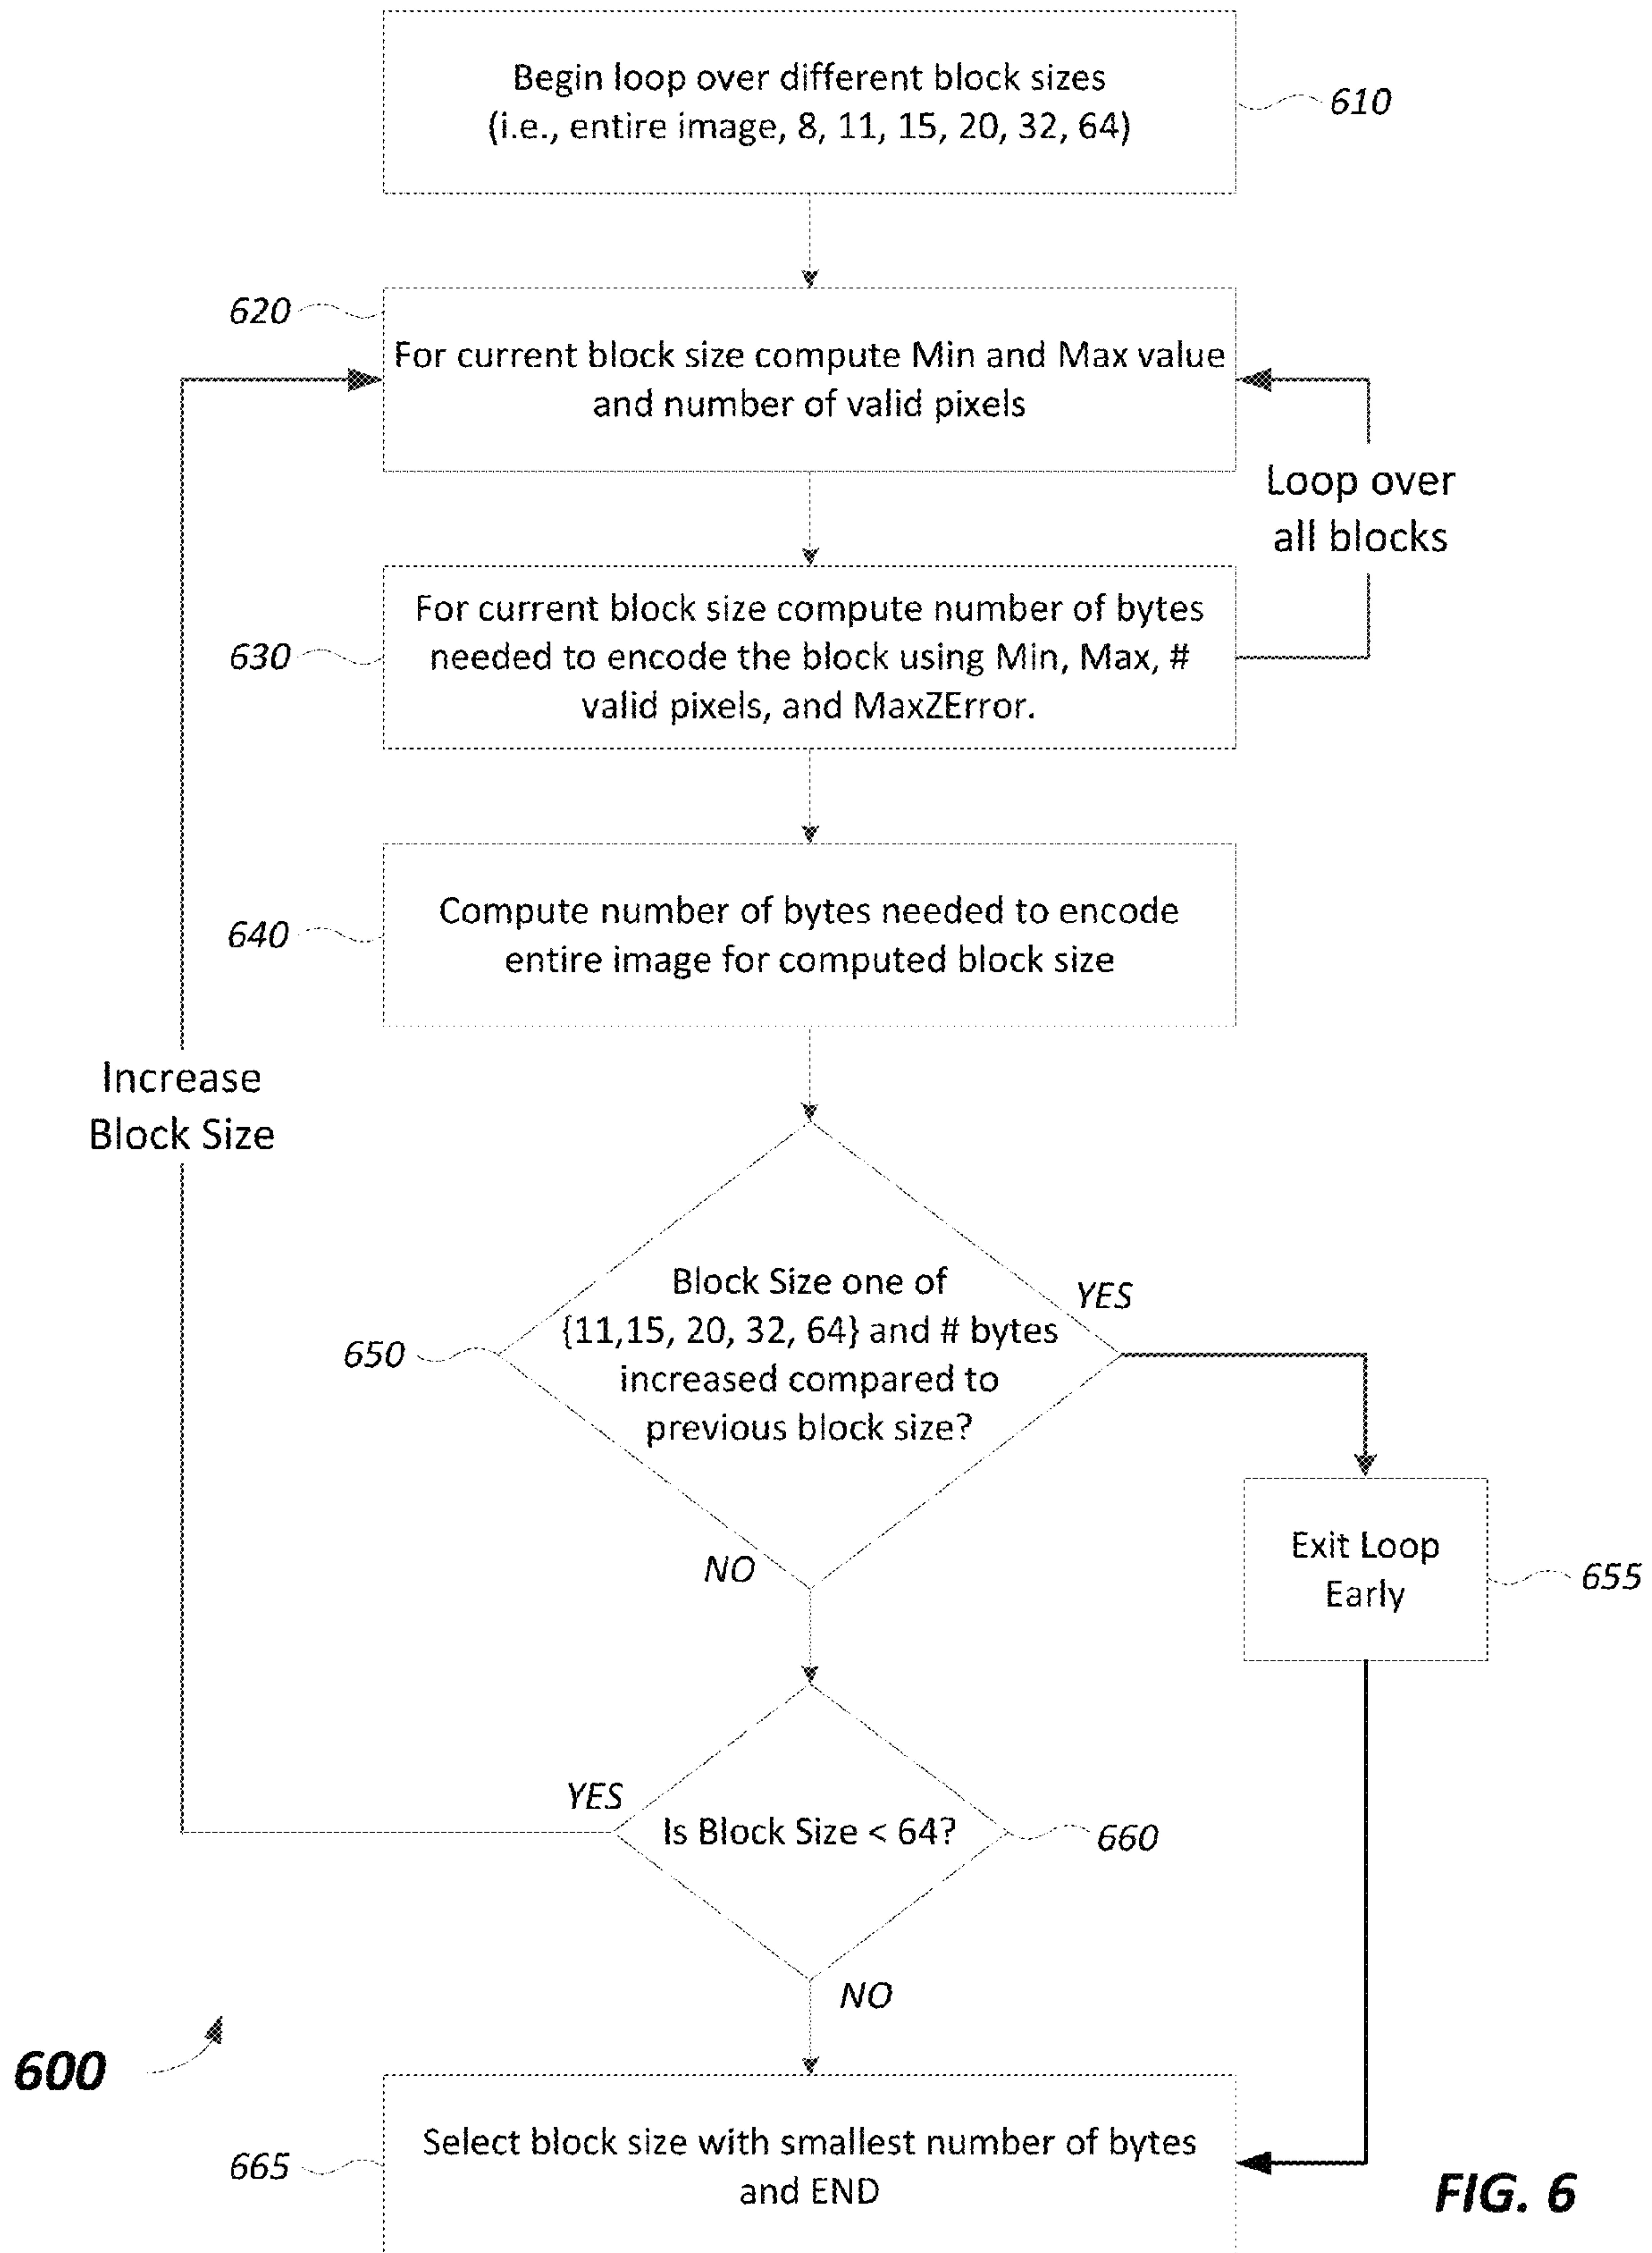 Begin loop over different block sizes
(i.e., entire image, 8, 11, 15, 20, 32, 64)
610
620
For current block size compute Min and Max value
and number of valid pixels
Loop over
all blocks
For current block size compute number of bytes
needed to encode the block using Min, Max, #
valid pixels, and MaxZError.
630
Compute number of bytes needed to encode
entire image for computed block size
640
Increase
Block Size
Block Size one of
{11,15, 20, 32, 64} and # bytes
increased compared to
previous block size?
650
YES
NO
Exit Loop
Early
655
YES
Is Block Size < 64?
660
NO
600
Select block size with smallest number of bytes
and END
665
FIG. 6